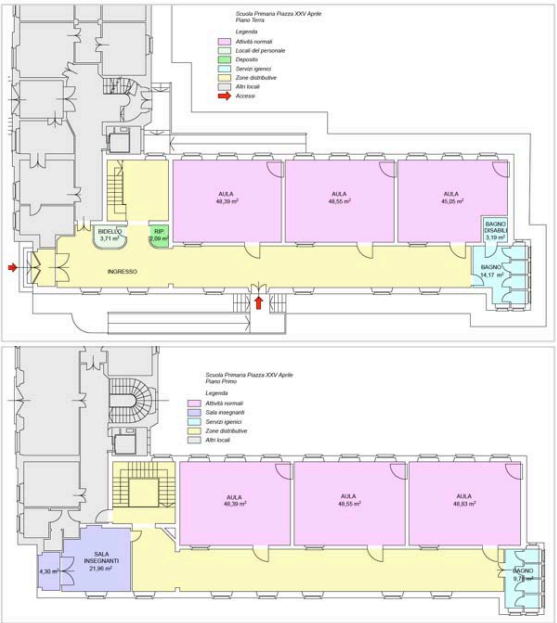 Scuola Primaria Piazza XXV Aprile
Piano Terra
Legenda
Attività normali
Locali del personale
Deposito
Servizi igienici
Zone distributive
Altri locali
Accessi
AULA
48,39 m²
AULA
48,55 m²
AULA
45,05 m²
BIDELLO
3,71 m²
RIP.
2,09 m²
BAGNO
DISABILI
3,19 m²
INGRESSO
BAGNO
14,17 m²
Scuola Primaria Piazza XXV Aprile
Piano Primo
Legenda
Attività normali
Sala insegnanti
Servizi igienici
Zone distributive
Altri locali
AULA
48,39 m²
AULA
48,55 m²
AULA
48,83 m²
SALA
INSEGNANTI
21,96 m²
4,30 m²
BAGNO
9,78 m²